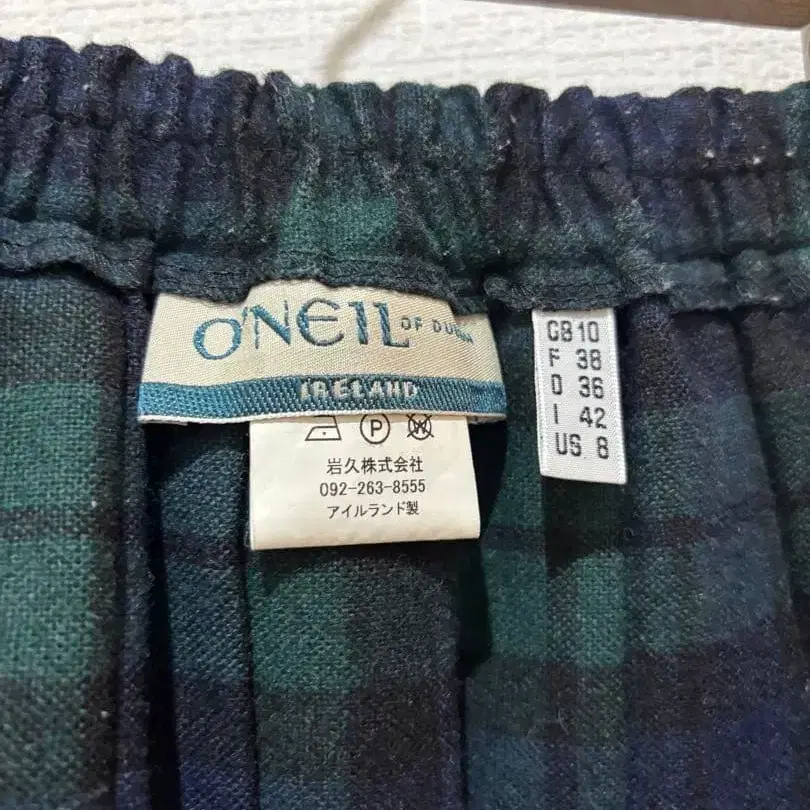 O'NEIL OF DUBLIN
IRELAND
Ⓟ W
岩久株式会社
092-263-8555
アイルランド製
GB 10
F 38
D 36
I 42
US 8